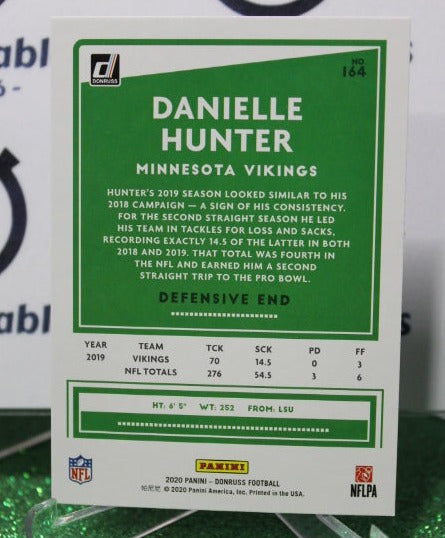 DONRUSS
NO.
164
DANIELLE
HUNTER
MINNESOTA VIKINGS
HUNTER'S 2019 SEASON LOOKED SIMILAR TO HIS
2018 CAMPAIGN — A SIGN OF HIS CONSISTENCY.
FOR THE SECOND STRAIGHT SEASON HE LED
HIS TEAM IN TACKLES FOR LOSS AND SACKS,
RECORDING EXACTLY 14.5 OF THE LATTER IN BOTH
2018 AND 2019. THAT TOTAL WAS FOURTH IN
THE NFL AND EARNED HIM A SECOND
STRAIGHT TRIP TO THE PRO BOWL.
DEFENSIVE END
YEAR TEAM TCK SCK PD FF
2019 VIKINGS 70 14.5 0 3
NFL TOTALS 276 54.5 3 6
HT: 6' 5" WT: 252 FROM: LSU
NFL
PANINI
NFLPA
2020 PANINI - DONRUSS FOOTBALL
© 2020 Panini America, Inc. Printed in the USA.